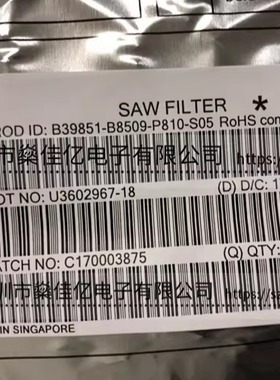 SAW FILTER *
ROD ID: B39851-B8509-P810-S05 RoHS com
市燊佳亿电子有限公司 https:
OT NO: U3602967-18 (D) D/C: 1
ATCH NO: C170003875 (Q) QTY:
圳市燊佳亿电子有限公司 https://s
IN SINGAPORE